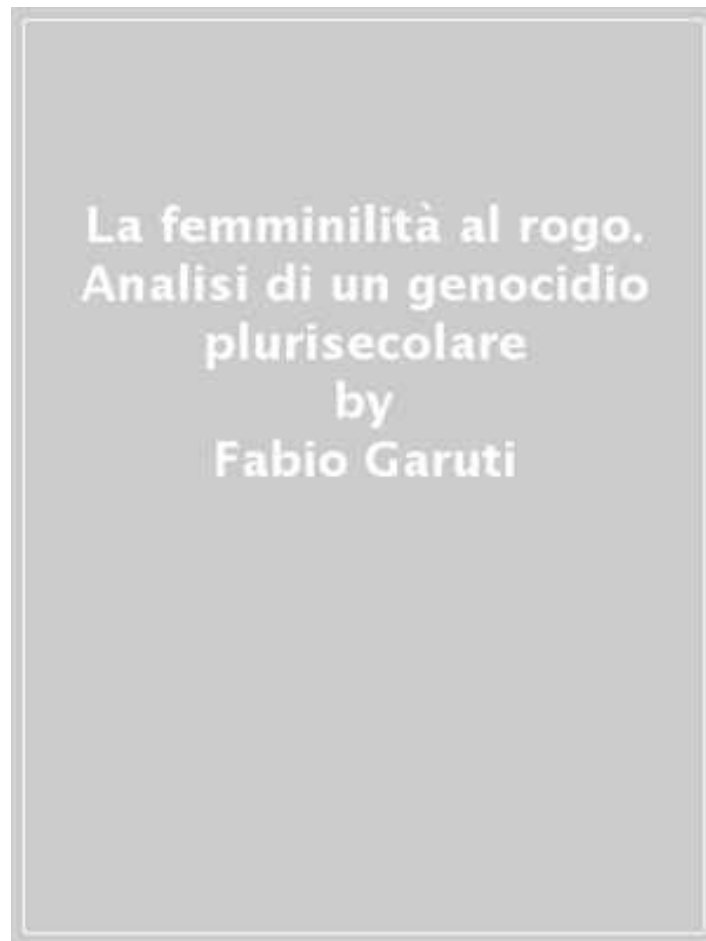 La femminilità al rogo.
Analisi di un genocidio
plurisecolare
by
Fabio Garuti